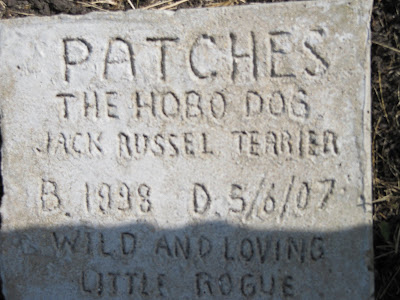 PATCHES
THE HOBO DOG
JACK RUSSEL TERRIER
B. 1998 D. 5/6/07
WILD AND LOVING
LITTLE ROGUE